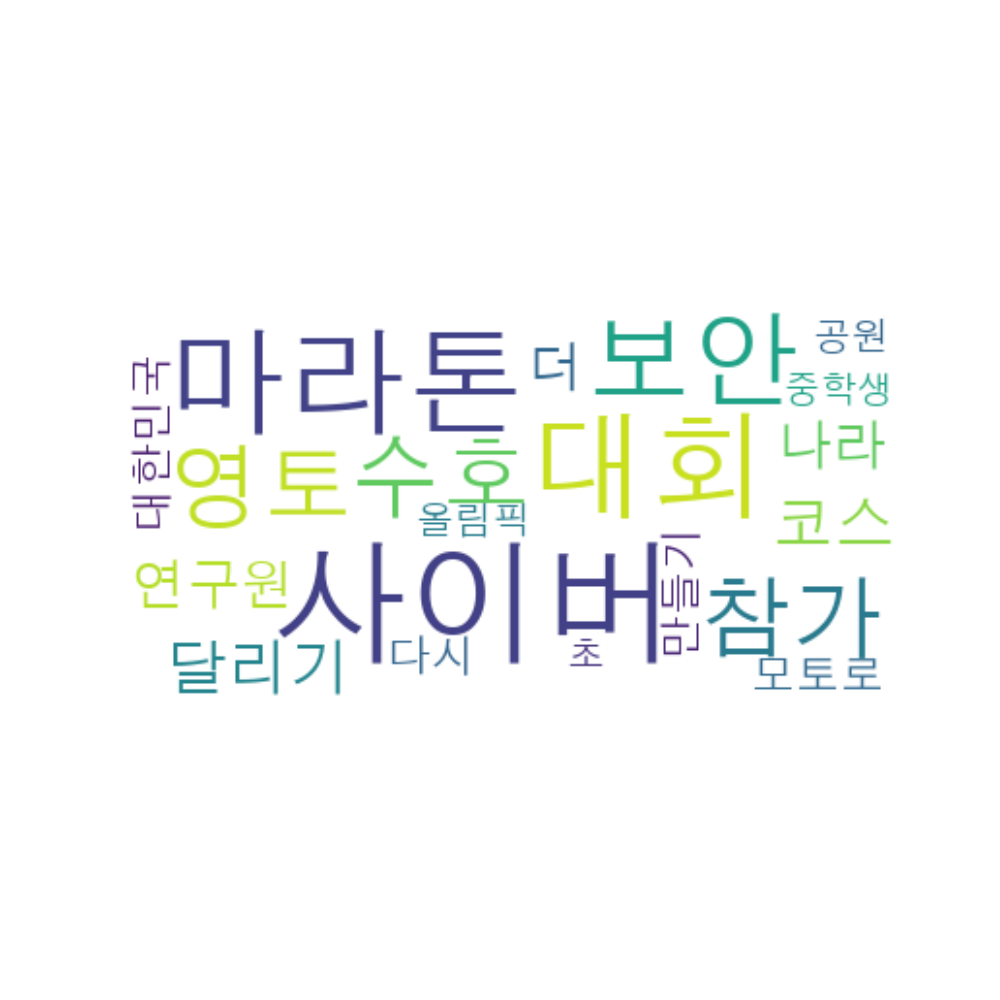 마라톤
더
보안
공원
중학생
대한민국
영토
수호
대회
나라
올림픽
코스
연구원
사이버
만들기
참가
달리기
다시
초
모토로